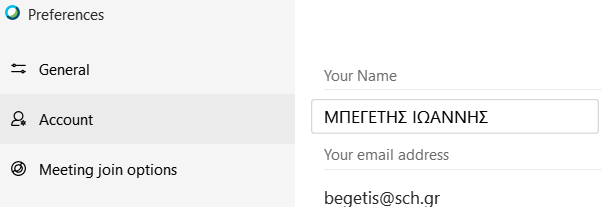 Preferences
General
Account
Meeting join options
Your Name
ΜΠΕΓΕΤΗΣ ΙΩΑΝΝΗΣ
Your email address
begetis@sch.gr